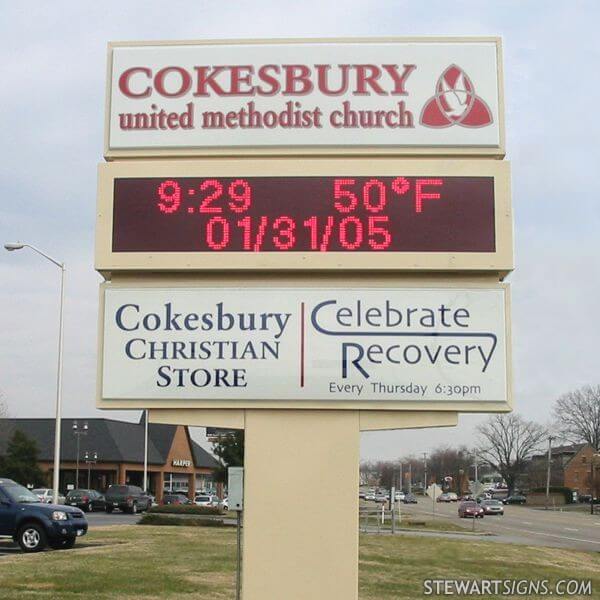 COKESBURY
united methodist church
9:29 50°F
01/31/05
Cokesbury
CHRISTIAN
STORE
Celebrate
Recovery
Every Thursday 6:30pm
HARPER
STEWARTSIGNS.COM